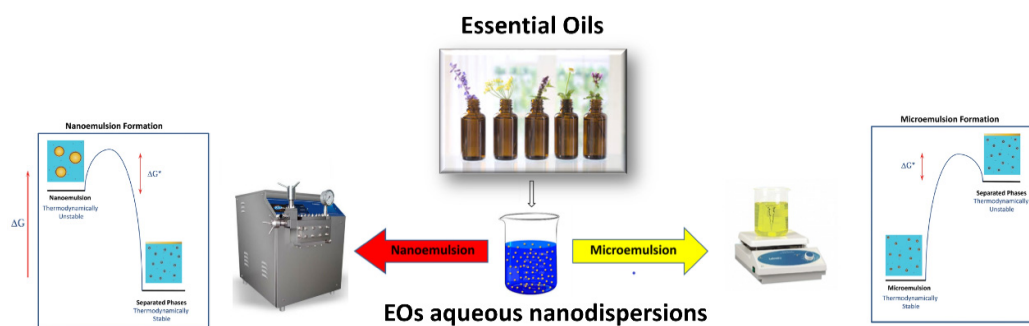 Essential Oils
Nanoemulsion Formation
ΔG*
Nanoemulsion
Thermodynamically
Unstable
ΔG
Separated Phases
Thermodynamically
Stable
Nanoemulsion
Microemulsion
EOs aqueous nanodispersions
Microemulsion Formation
ΔG*
Separated Phases
Thermodynamically
Unstable
Microemulsion
Thermodynamically
Stable